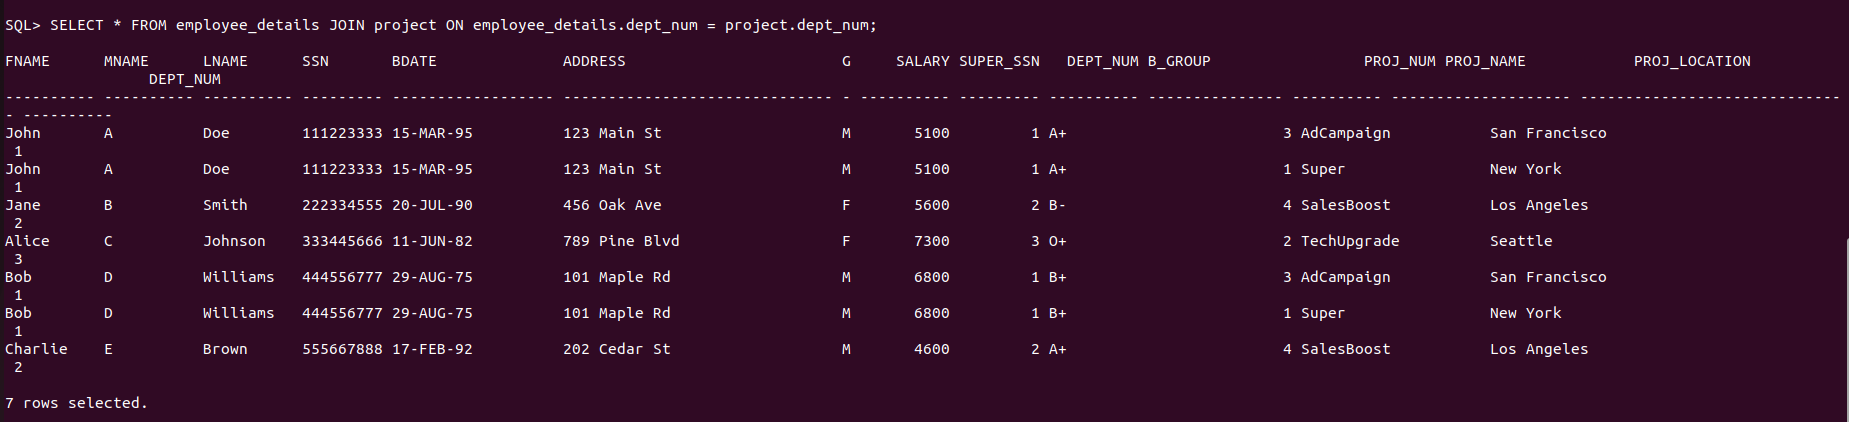 SQL> SELECT * FROM employee_details JOIN project ON employee_details.dept_num = project.dept_num;
FNAME      MNAME      LNAME      SSN       BDATE              ADDRESS                        G     SALARY SUPER_SSN   DEPT_NUM B_GROUP                 PROJ_NUM PROJ_NAME            PROJ_LOCATION
                DEPT_NUM
---------- ---------- ---------- --------- ------------------ ------------------------------ - ---------- --------- ---------- --------------- ---------- -------------------- -----------------------------
- ----------
John       A          Doe        111223333 15-MAR-95          123 Main St                    M       5100         1 A+                        3 AdCampaign           San Francisco
 1
John       A          Doe        111223333 15-MAR-95          123 Main St                    M       5100         1 A+                        1 Super                New York
 1
Jane       B          Smith      222334555 20-JUL-90          456 Oak Ave                    F       5600         2 B-                        4 SalesBoost           Los Angeles
 2
Alice      C          Johnson    333445666 11-JUN-82          789 Pine Blvd                  F       7300         3 O+                        2 TechUpgrade          Seattle
 3
Bob        D          Williams   444556777 29-AUG-75          101 Maple Rd                   M       6800         1 B+                        3 AdCampaign           San Francisco
 1
Bob        D          Williams   444556777 29-AUG-75          101 Maple Rd                   M       6800         1 B+                        1 Super                New York
 1
Charlie    E          Brown      555667888 17-FEB-92          202 Cedar St                   M       4600         2 A+                        4 SalesBoost           Los Angeles
 2
7 rows selected.